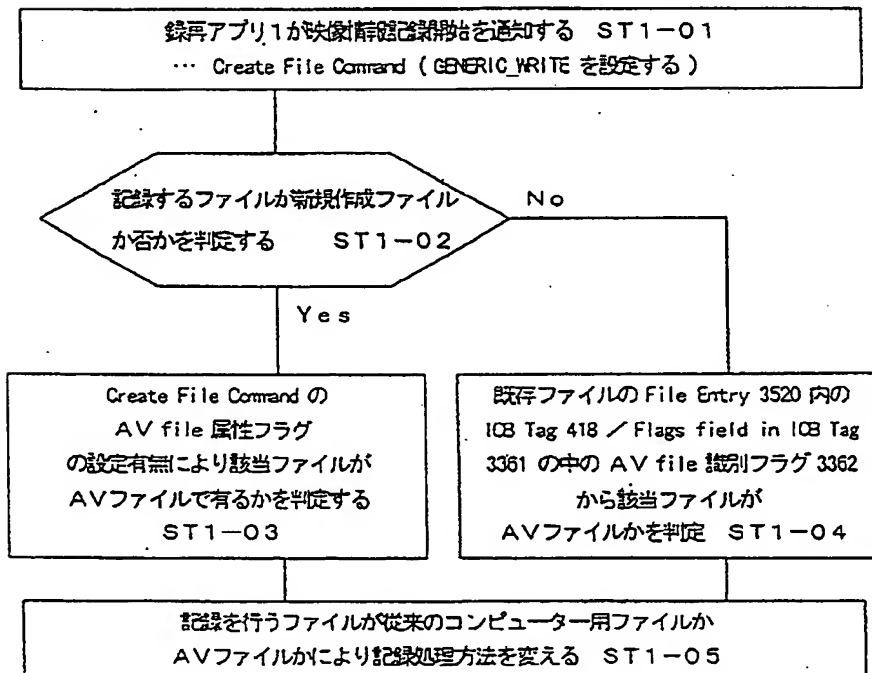 録再アプリ1が映像情報記録開始を通知する ST1-01
… Create File Command ( GENERIC_WRITE を設定する )
記録するファイルが新規作成ファイル
か否かを判定する ST1-02
No
Yes
Create File Command の
AV file 属性フラグ
の設定有無により該当ファイルが
AVファイルで有るかを判定する
ST1-03
既存ファイルの File Entry 3520 内の
ICB Tag 418 / Flags field in ICB Tag
3361 の中の AV file 識別フラグ 3362
から該当ファイルが
AVファイルかを判定 ST1-04
記録を行うファイルが従来のコンピューター用ファイルか
AVファイルかにより記録処理方法を変える ST1-05